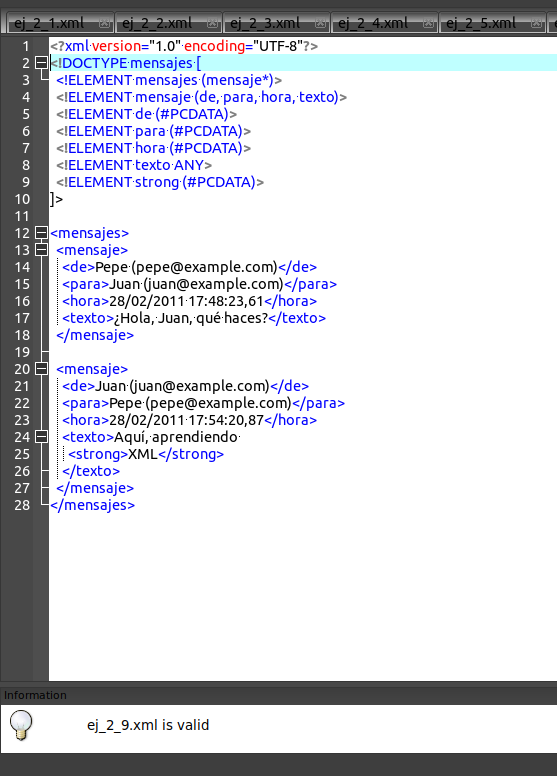 ej_2_1.xml ej_2_2.xml ej_2_3.xml ej_2_4.xml ej_2_5.xml
1 <?xml version="1.0" encoding="UTF-8"?>
2 <!DOCTYPE mensajes [
3 <!ELEMENT mensajes (mensaje*)>
4 <!ELEMENT mensaje (de, para, hora, texto)>
5 <!ELEMENT de (#PCDATA)>
6 <!ELEMENT para (#PCDATA)>
7 <!ELEMENT hora (#PCDATA)>
8 <!ELEMENT texto ANY>
9 <!ELEMENT strong (#PCDATA)>
10 ]>
11
12 <mensajes>
13 <mensaje>
14 <de>Pepe (pepe@example.com)</de>
15 <para>Juan (juan@example.com)</para>
16 <hora>28/02/2011 17:48:23,61</hora>
17 <texto>¿Hola, Juan, qué haces?</texto>
18 </mensaje>
19
20 <mensaje>
21 <de>Juan (juan@example.com)</de>
22 <para>Pepe (pepe@example.com)</para>
23 <hora>28/02/2011 17:54:20,87</hora>
24 <texto>Aquí, aprendiendo
25 <strong>XML</strong>
26 </texto>
27 </mensaje>
28 </mensajes>
Information
ej_2_9.xml is valid